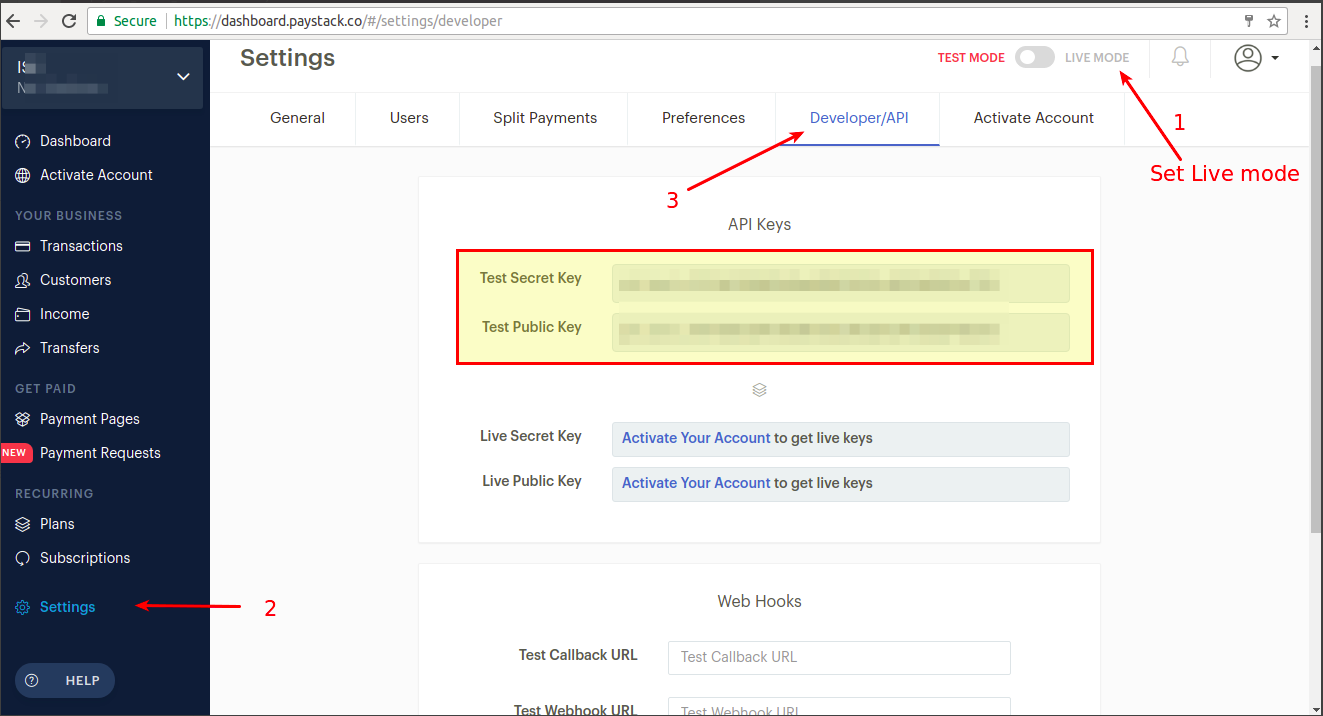 Secure https://dashboard.paystack.co/#/settings/developer
Settings
TEST MODE LIVE MODE
General Users Split Payments Preferences Developer/API Activate Account
1
Set Live mode
3
Dashboard
Activate Account
YOUR BUSINESS
Transactions
Customers
Income
Transfers
GET PAID
Payment Pages
NEW Payment Requests
RECURRING
Plans
Subscriptions
Settings
2
HELP
API Keys
Test Secret Key
Test Public Key
Live Secret Key Activate Your Account to get live keys
Live Public Key Activate Your Account to get live keys
Web Hooks
Test Callback URL Test Callback URL
Test Webhook URL Test Webhook URL